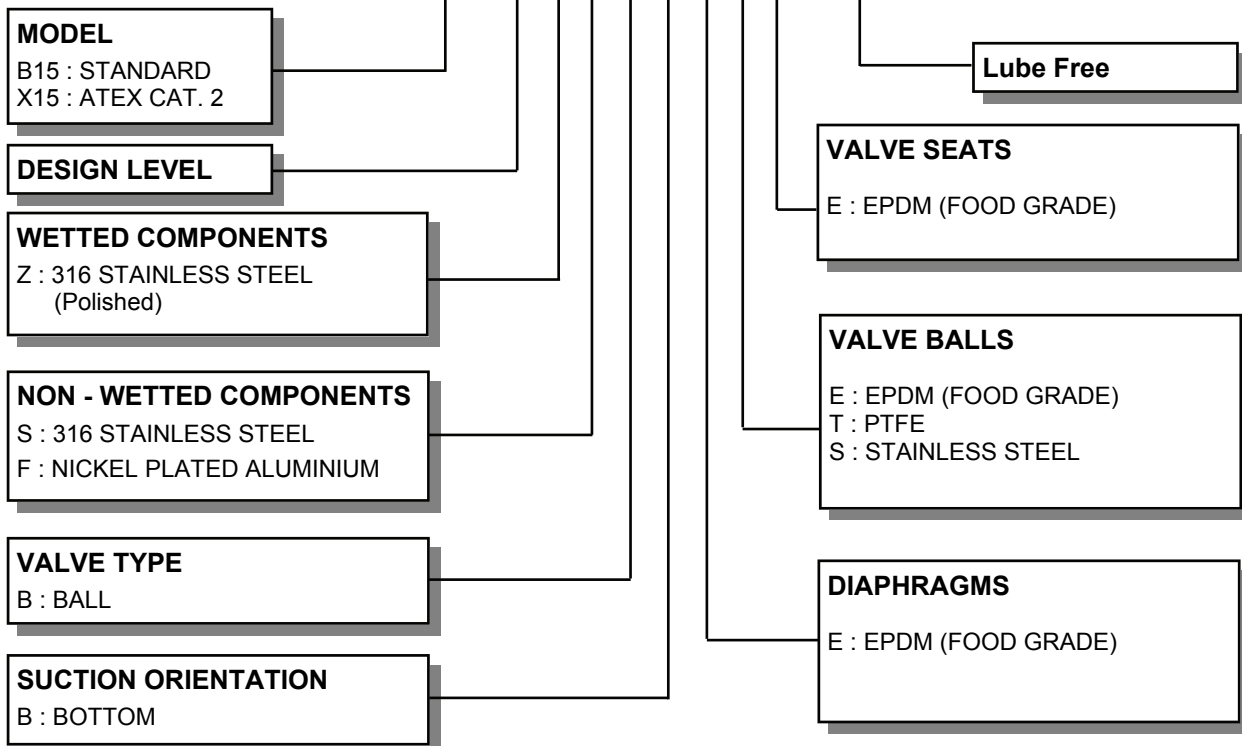 MODEL
B15 : STANDARD
X15 : ATEX CAT. 2
DESIGN LEVEL
WETTED COMPONENTS
Z : 316 STAINLESS STEEL
(Polished)
NON - WETTED COMPONENTS
S : 316 STAINLESS STEEL
F : NICKEL PLATED ALUMINIUM
VALVE TYPE
B : BALL
SUCTION ORIENTATION
B : BOTTOM
Lube Free
VALVE SEATS
E : EPDM (FOOD GRADE)
VALVE BALLS
E : EPDM (FOOD GRADE)
T : PTFE
S : STAINLESS STEEL
DIAPHRAGMS
E : EPDM (FOOD GRADE)